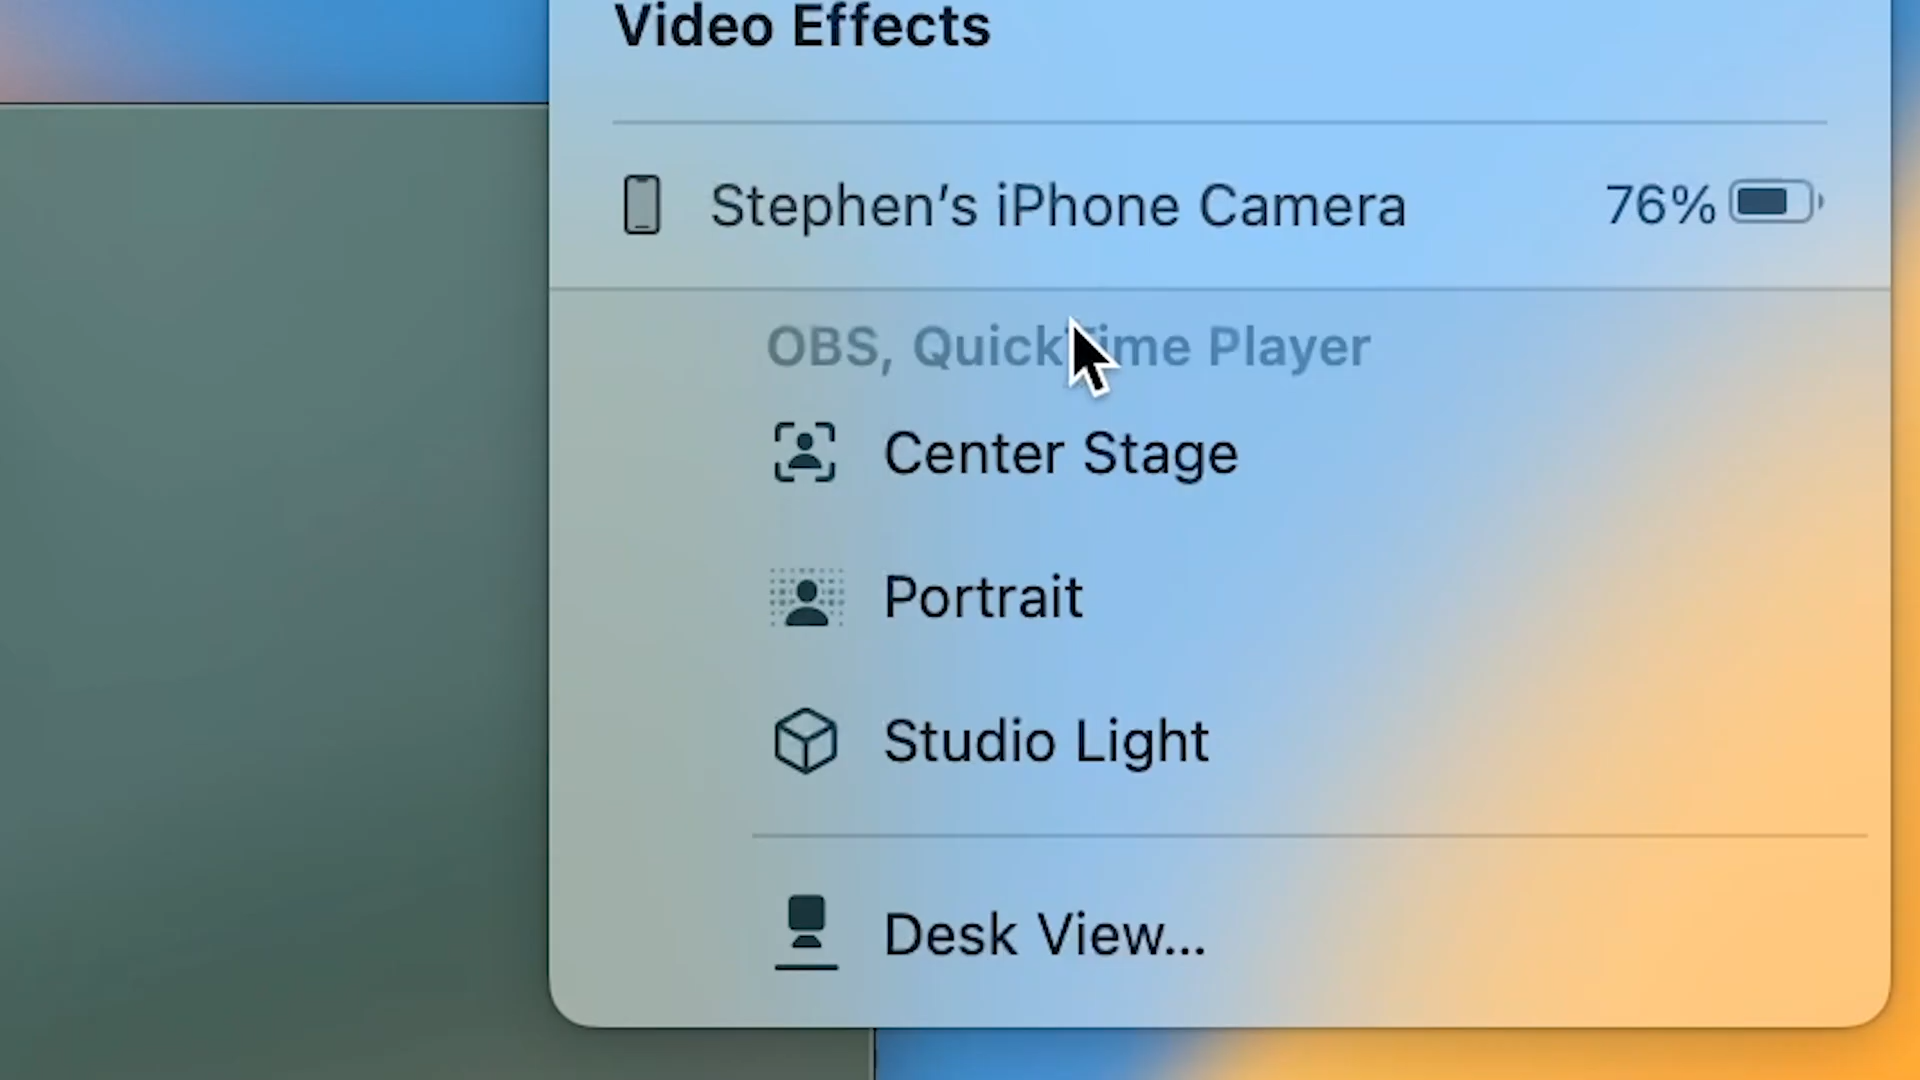 Video Effects
Stephen’s iPhone Camera 76%
OBS, QuickTime Player
Center Stage
Portrait
Studio Light
Desk View...